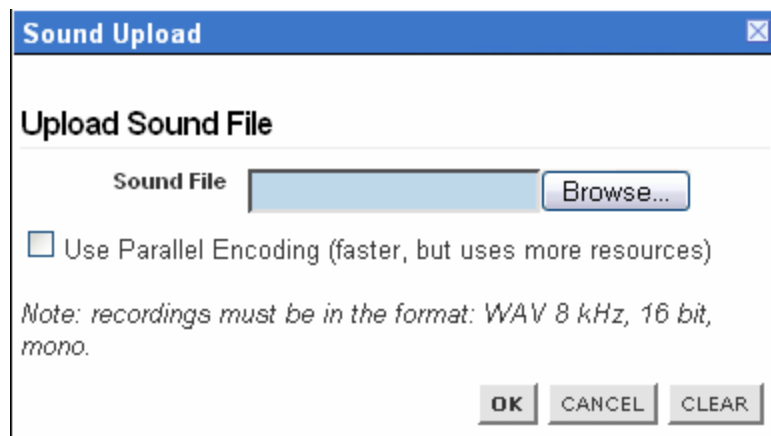 Sound Upload
Upload Sound File
Sound File
Browse...
Use Parallel Encoding (faster, but uses more resources)
Note: recordings must be in the format: WAV 8 kHz, 16 bit,
mono.
OK CANCEL CLEAR